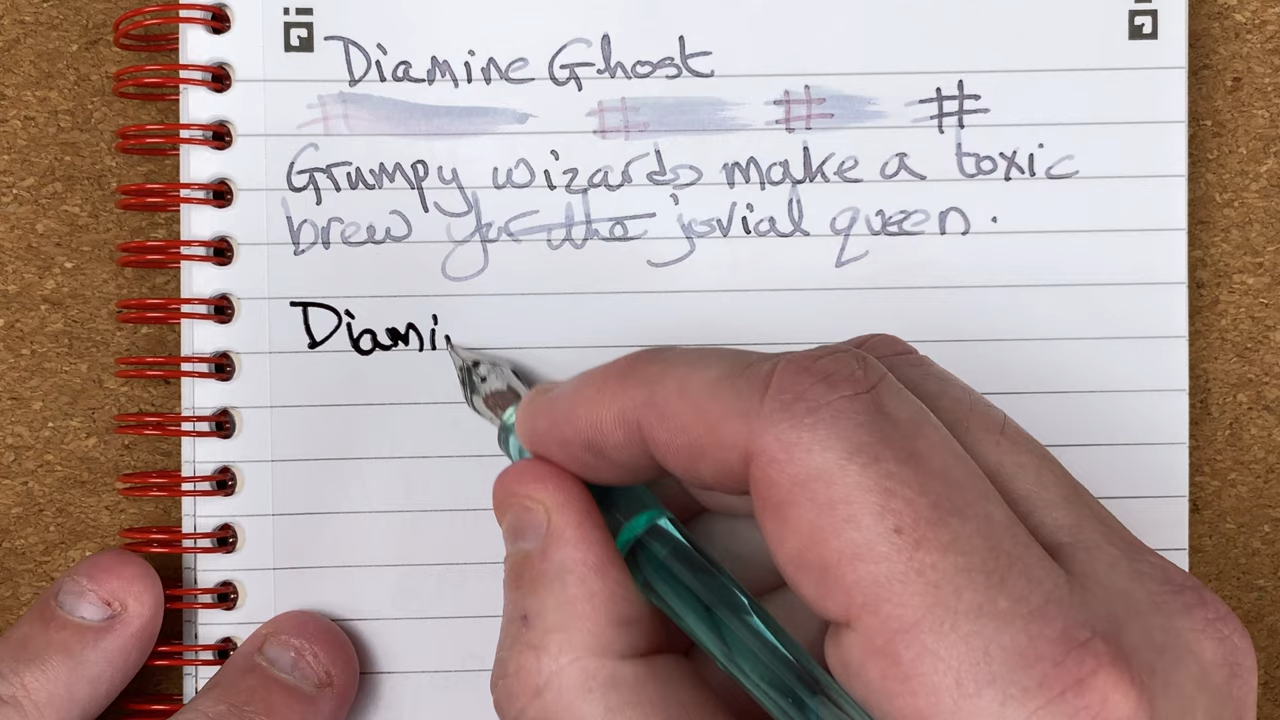 Diamine Ghost
# # #
Grumpy wizards make a toxic
brew for the jovial queen.
Diami